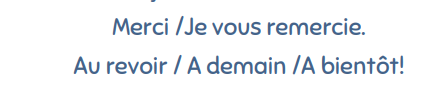 Merci /Je vous remercie.
Au revoir / A demain /A bientôt!